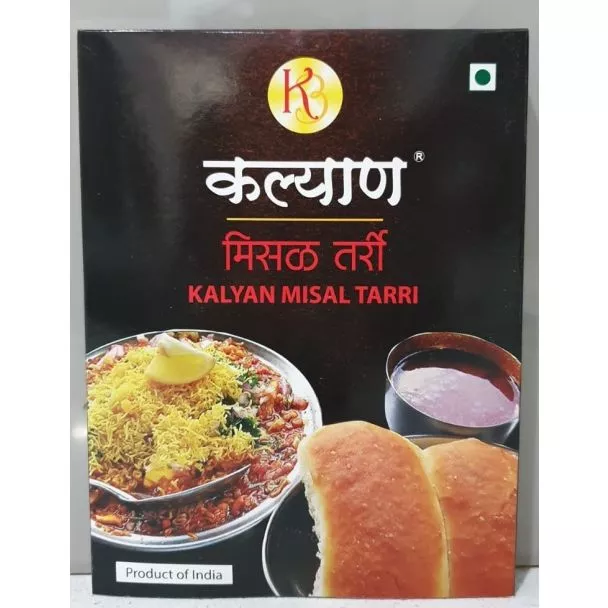 KB
कल्याण®
मिसळ तर्री
KALYAN MISAL TARRI
Product of India